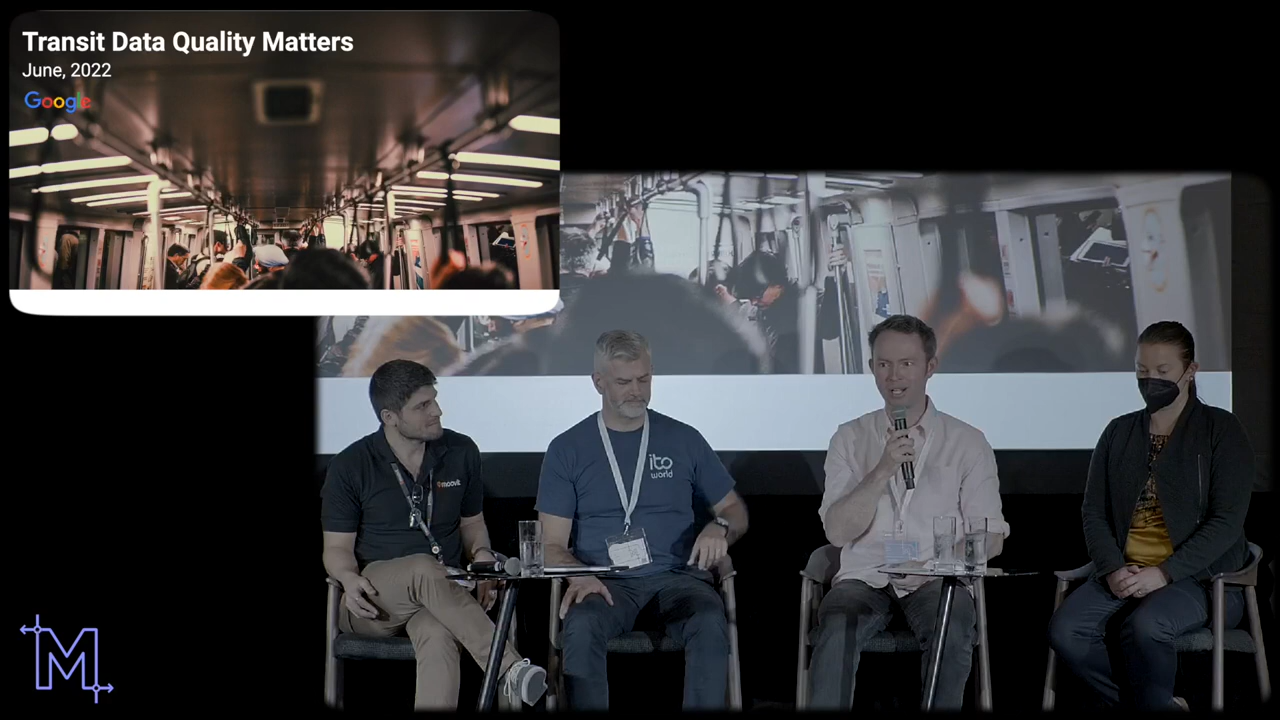 Transit Data Quality Matters
June, 2022
Google
moovit
ito
world
M